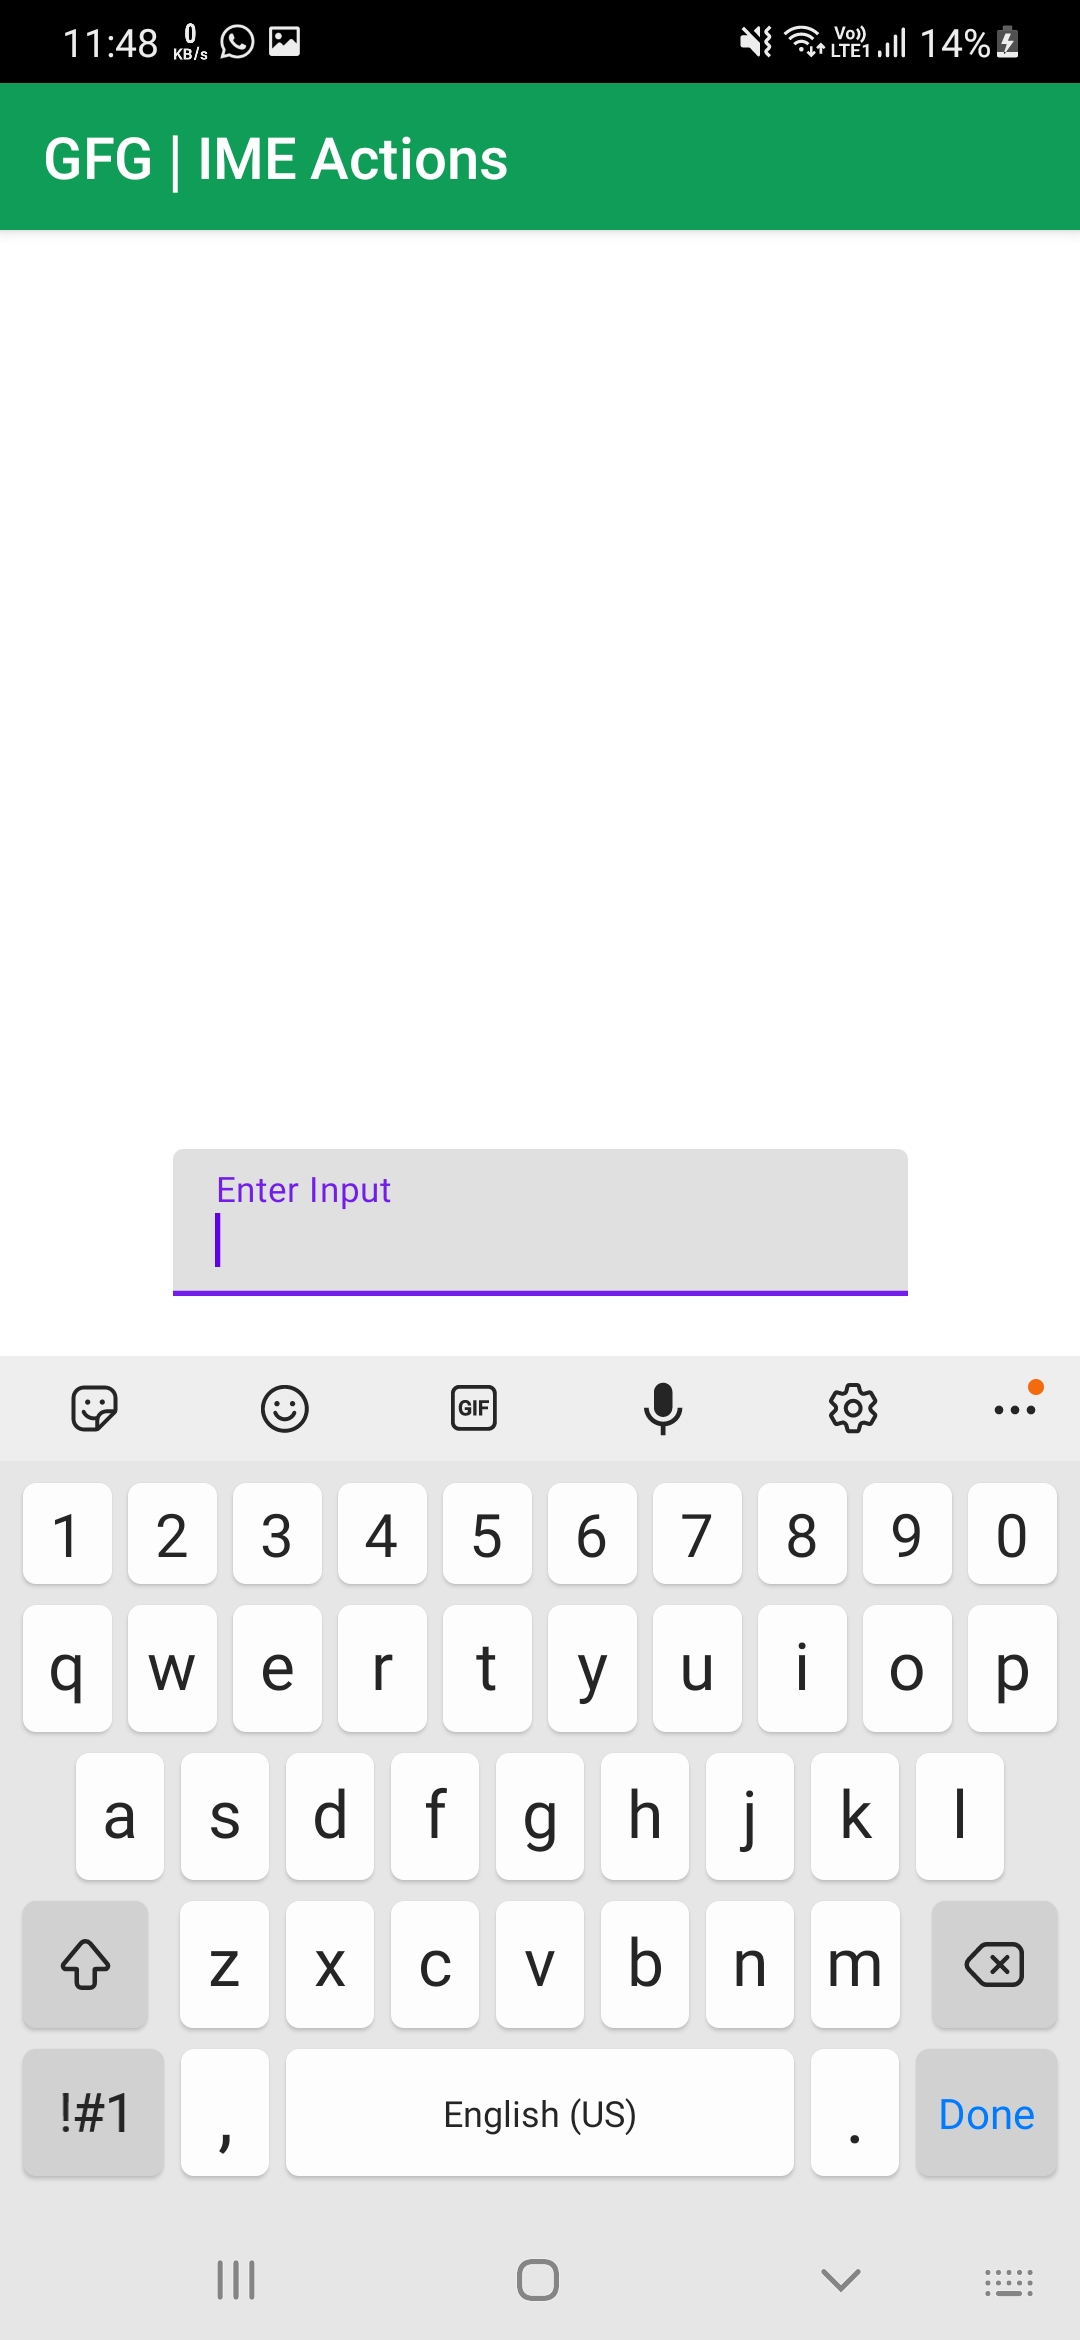 11:48 0 KB/s Vo)) LTE1 14%
GFG | IME Actions
Enter Input
GIF
1 2 3 4 5 6 7 8 9 0
q w e r t y u i o p
a s d f g h j k l
z x c v b n m
!#1 , English (US) . Done